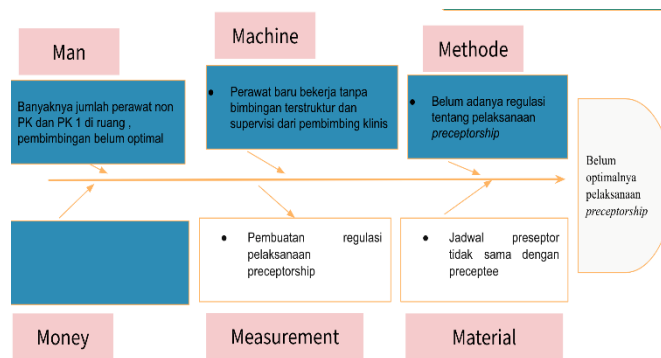 Man
Machine
Methode
Banyaknya jumlah perawat non
PK dan PK 1 di ruang ,
pembimbingan belum optimal
● Perawat baru bekerja tanpa
bimbingan terstruktur dan
supervisi dari pembimbing klinis
● Belum adanya regulasi
tentang pelaksanaan
preceptorship
Belum
optimalnya
pelaksanaan
preceptorship
● Pembuatan regulasi
pelaksanaan
preceptorship
● Jadwal preseptor
tidak sama dengan
preceptee
Money
Measurement
Material